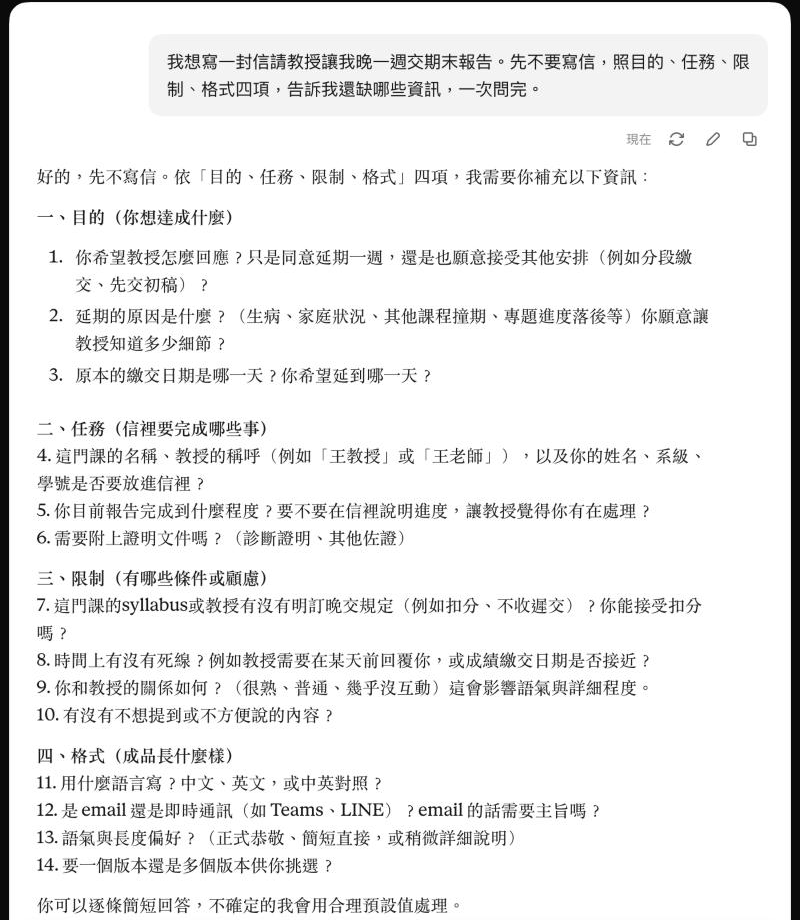 我想寫一封信請教授讓我晚一週交期末報告。先不要寫信，照目的、任務、限
制、格式四項，告訴我還缺哪些資訊，一次問完。
現在
好的，先不寫信。依「目的、任務、限制、格式」四項，我需要你補充以下資訊：
一、目的（你想達成什麼）
1. 你希望教授怎麼回應？只是同意延期一週，還是也願意接受其他安排（例如分段繳
交、先交初稿）？
2. 延期的原因是什麼？（生病、家庭狀況、其他課程撞期、專題進度落後等）你願意讓
教授知道多少細節？
3. 原本的繳交日期是哪一天？你希望延到哪一天？
二、任務（信裡要完成哪些事）
4. 這門課的名稱、教授的稱呼（例如「王教授」或「王老師」），以及你的姓名、系級、
學號是否要放進信裡？
5. 你目前報告完成到什麼程度？要不要在信裡說明進度，讓教授覺得你有在處理？
6. 需要附上證明文件嗎？（診斷證明、其他佐證）
三、限制（有哪些條件或顧慮）
7. 這門課的syllabus或教授有沒有明訂晚交規定（例如扣分、不收遲交）？你能接受扣分
嗎？
8. 時間上有沒有死線？例如教授需要在某天前回覆你，或成績繳交日期是否接近？
9. 你和教授的關係如何？（很熟、普通、幾乎沒互動）這會影響語氣與詳細程度。
10. 有沒有不想提到或不方便說的內容？
四、格式（成品長什麼樣）
11. 用什麼語言寫？中文、英文，或中英對照？
12. 是 email 還是即時通訊（如 Teams、LINE）？email 的話需要主旨嗎？
13. 語氣與長度偏好？（正式恭敬、簡短直接，或稍微詳細說明）
14. 要一個版本還是多個版本供你挑選？
你可以逐條簡短回答，不確定的我會用合理預設值處理。